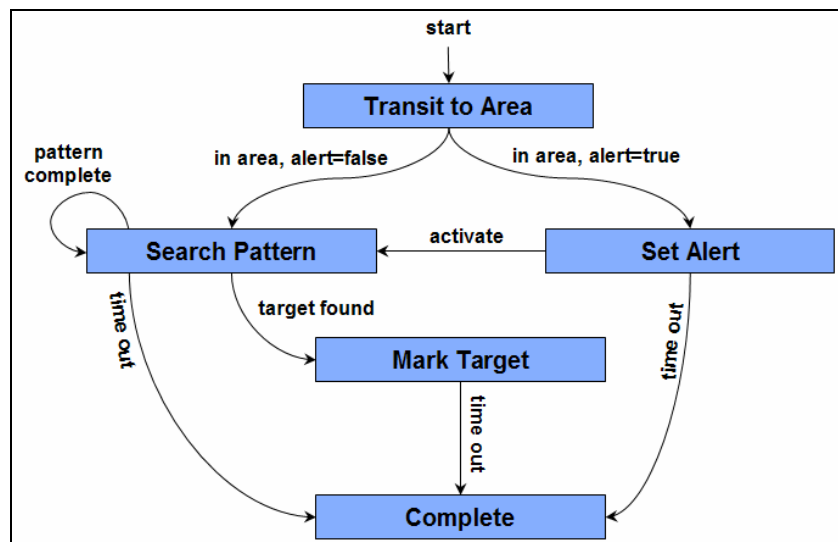 start
Transit to Area
in area, alert=false
in area, alert=true
pattern
complete
Search Pattern
activate
Set Alert
time out
target found
time out
Mark Target
time out
Complete